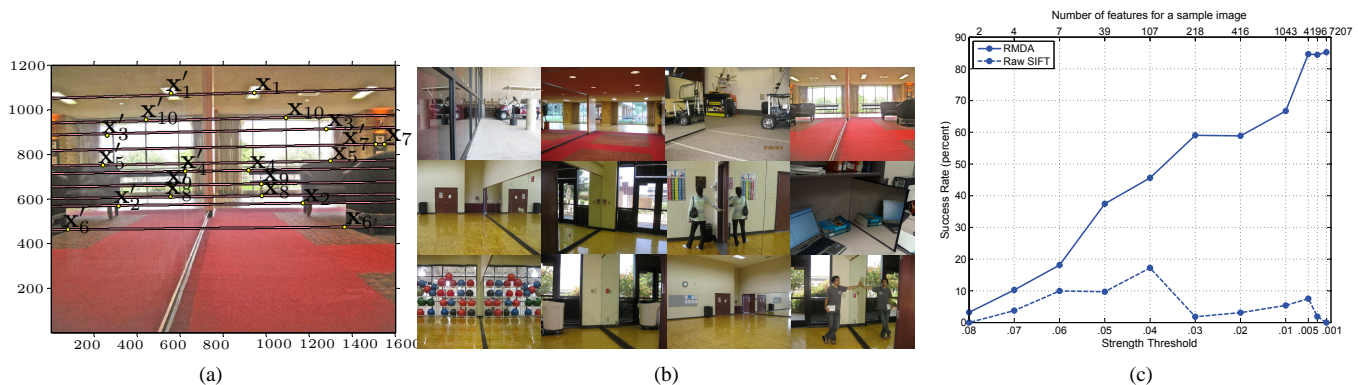 Number of features for a sample image
2 4 7 39 107 218 416 1043 4196 7207
RMDA
Raw SIFT
90
80
70
60
50
40
30
20
10
0
Success Rate (percent)
.08 .07 .06 .05 .04 .03 .02 .01 .005 .001
Strength Threshold
1200
1000
800
600
400
200
200 400 600 800 1000 1200 1400 1600
x′1 x1
x′10 x10
x′3 x3
x′7 x7
x′5 x5
x′4 x4
x9
x′8 x8
x′2 x2
x′6 x6
(a) (b) (c)